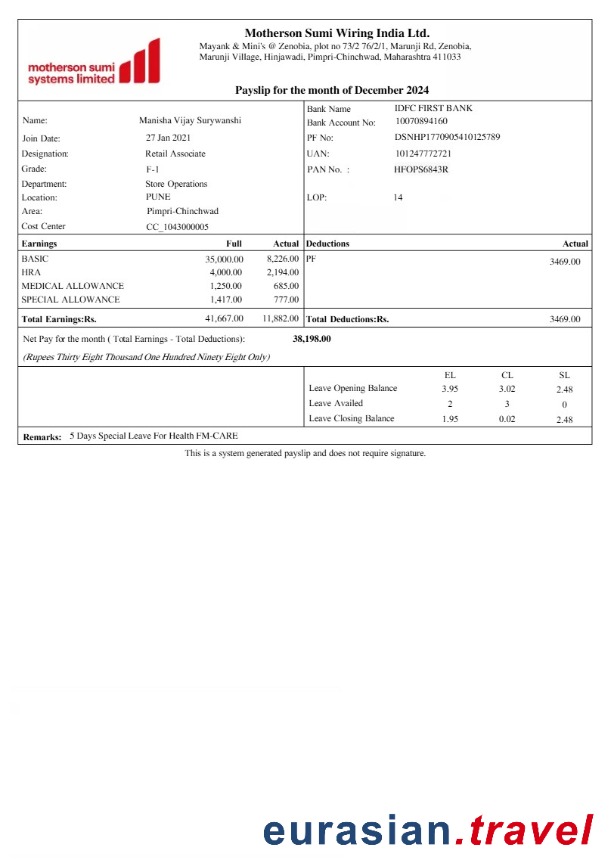 motherson sumi
systems limited
Motherson Sumi Wiring India Ltd.
Mayank & Mini's @ Zenobia, plot no 73/2 76/2/1, Marunji Rd, Zenobia,
Marunji Village, Hinjawadi, Pimpri-Chinchwad, Maharashtra 411033
Payslip for the month of December 2024
Name: Manisha Vijay Surywanshi
Join Date: 27 Jan 2021
Designation: Retail Associate
Grade: F-1
Department: Store Operations
Location: PUNE
Area: Pimpri-Chinchwad
Cost Center CC_1043000005
Bank Name IDFC FIRST BANK
Bank Account No: 10070894160
PF No: DSNHP1770905410125789
UAN: 101247772721
PAN No. : HFOPS6843R
LOP: 14
Earnings Full Actual Deductions Actual
BASIC 35,000.00 8,226.00 PF 3469.00
HRA 4,000.00 2,194.00
MEDICAL ALLOWANCE 1,250.00 685.00
SPECIAL ALLOWANCE 1,417.00 777.00
Total Earnings:Rs. 41,667.00 11,882.00 Total Deductions:Rs. 3469.00
Net Pay for the month ( Total Earnings - Total Deductions): 38,198.00
(Rupees Thirty Eight Thousand One Hundred Ninety Eight Only)
EL CL SL
Leave Opening Balance 3.95 3.02 2.48
Leave Availed 2 3 0
Leave Closing Balance 1.95 0.02 2.48
Remarks: 5 Days Special Leave For Health FM-CARE
This is a system generated payslip and does not require signature.
eurasian.travel